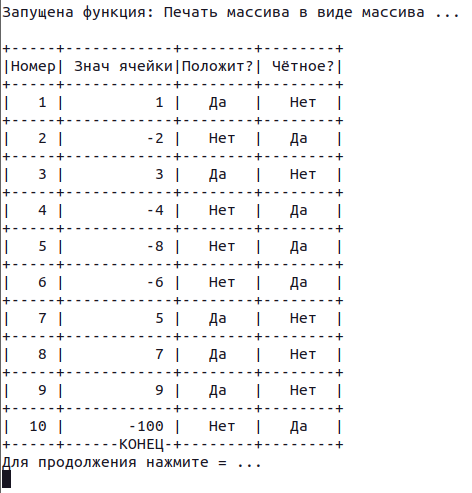 Запущена функция: Печать массива в виде массива ...

+-----+------------+--------+--------+
|Номер| Знач ячейки|Положит?| Чётное?|
+-----+------------+--------+--------+
|   1 |          1 |   Да   |   Нет  |
+-----+------------+--------+--------+
|   2 |         -2 |   Нет  |   Да   |
+-----+------------+--------+--------+
|   3 |          3 |   Да   |   Нет  |
+-----+------------+--------+--------+
|   4 |         -4 |   Нет  |   Да   |
+-----+------------+--------+--------+
|   5 |         -8 |   Нет  |   Да   |
+-----+------------+--------+--------+
|   6 |         -6 |   Нет  |   Да   |
+-----+------------+--------+--------+
|   7 |          5 |   Да   |   Нет  |
+-----+------------+--------+--------+
|   8 |          7 |   Да   |   Нет  |
+-----+------------+--------+--------+
|   9 |          9 |   Да   |   Нет  |
+-----+------------+--------+--------+
|  10 |       -100 |   Нет  |   Да   |
+-----+------КОНЕЦ-+--------+--------+
Для продолжения нажмите = ...